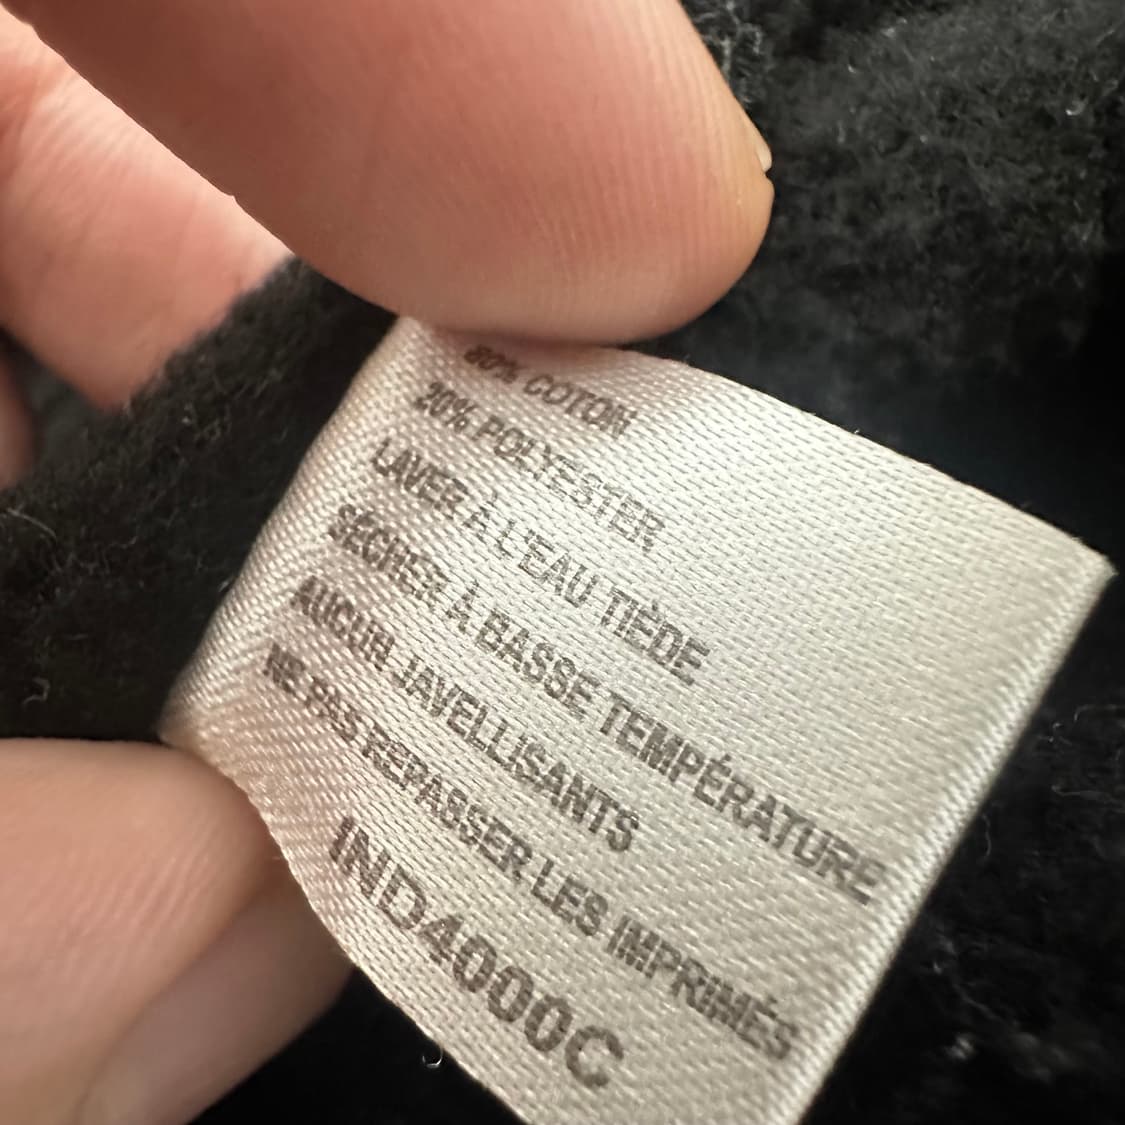 80% COTON
20% POLYESTER
LAVER À L'EAU TIÈDE
SÉCHER À BASSE TEMPÉRATURE
AUCUN JAVELLISANTS
NE PAS REPASSER LES IMPRIMÉS
IND4000C